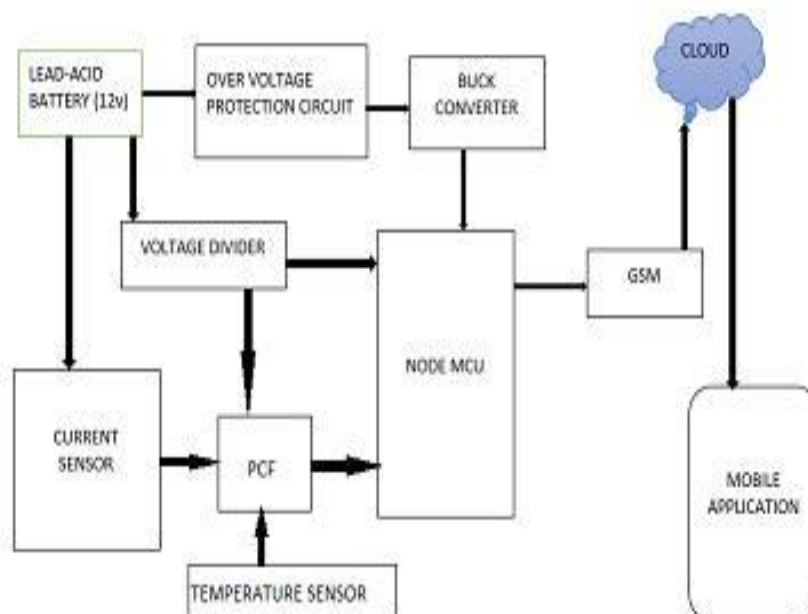 LEAD-ACID
BATTERY (12v)
OVER VOLTAGE
PROTECTION CIRCUIT
BUCK
CONVERTER
CLOUD
VOLTAGE DIVIDER
GSM
NODE MCU
CURRENT
SENSOR
PCF
MOBILE
APPLICATION
TEMPERATURE SENSOR